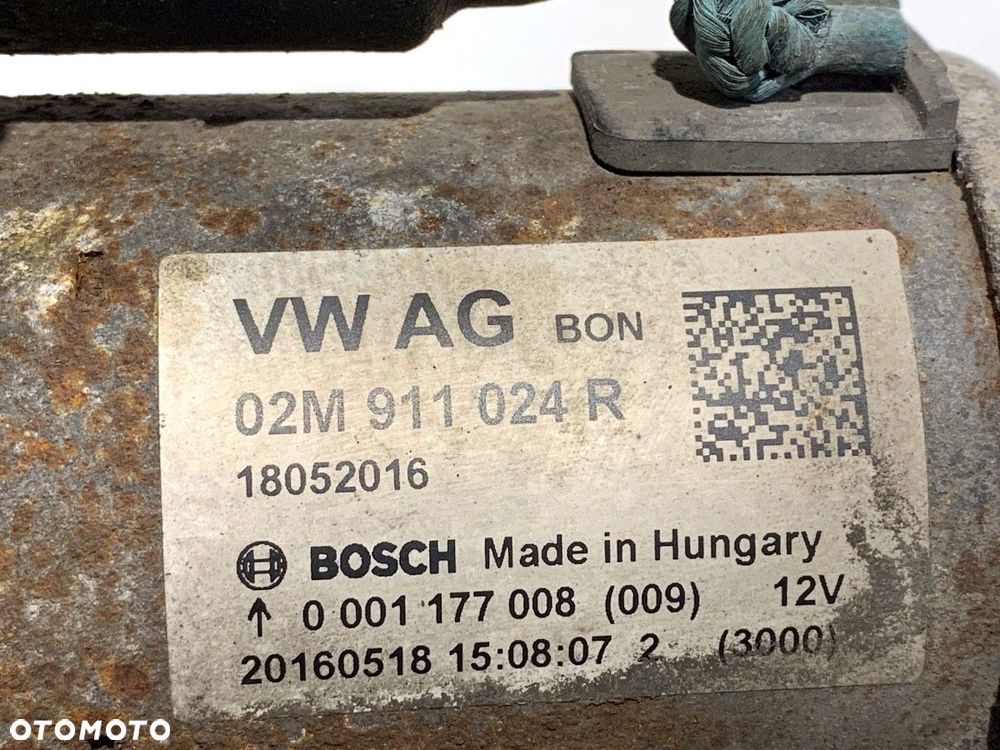 VW AG BON
02M 911 024 R
18052016
BOSCH Made in Hungary
↑ 0 001 177 008 (009) 12V
20160518 15:08:07 2 (3000)
OTOMOTO